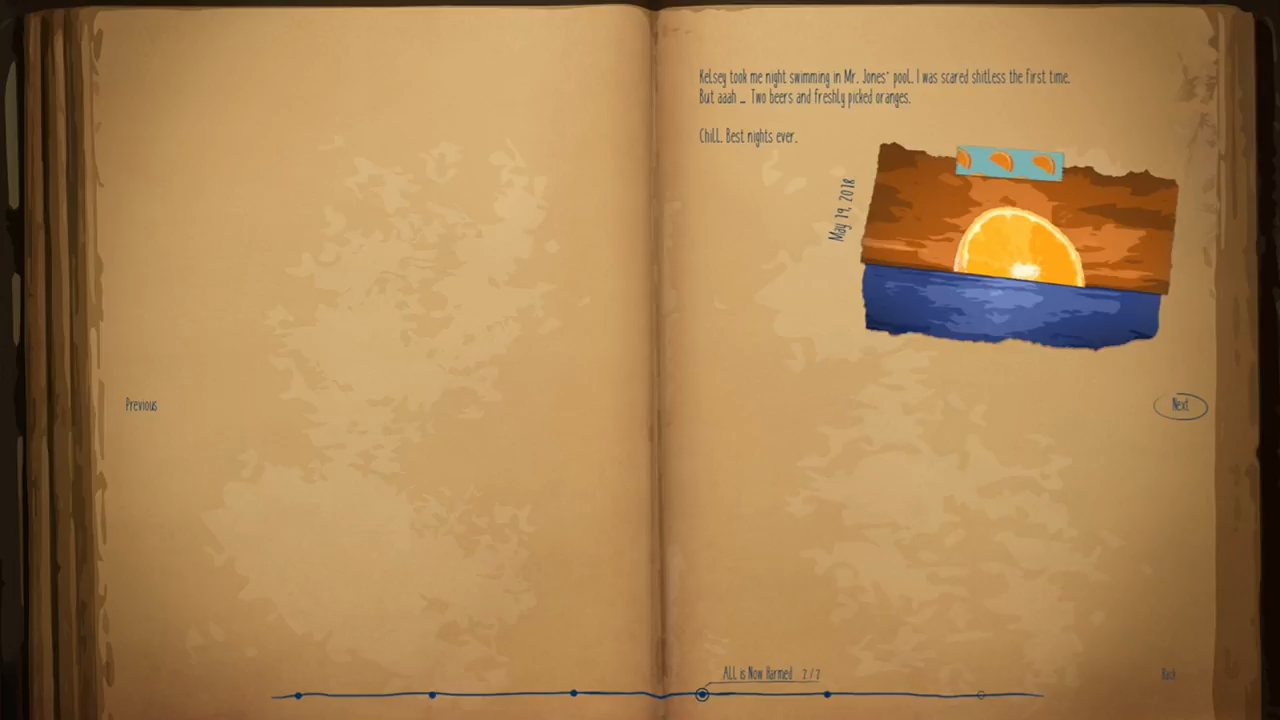 Kelsey took me night swimming in Mr. Jones' pool. I was scared shitless the first time.
But aaah ... Two beers and freshly picked oranges.
Chill. Best nights ever.
May 19, 2018
Previous
Next
ALL is Now Harmed 2 / 2
Back